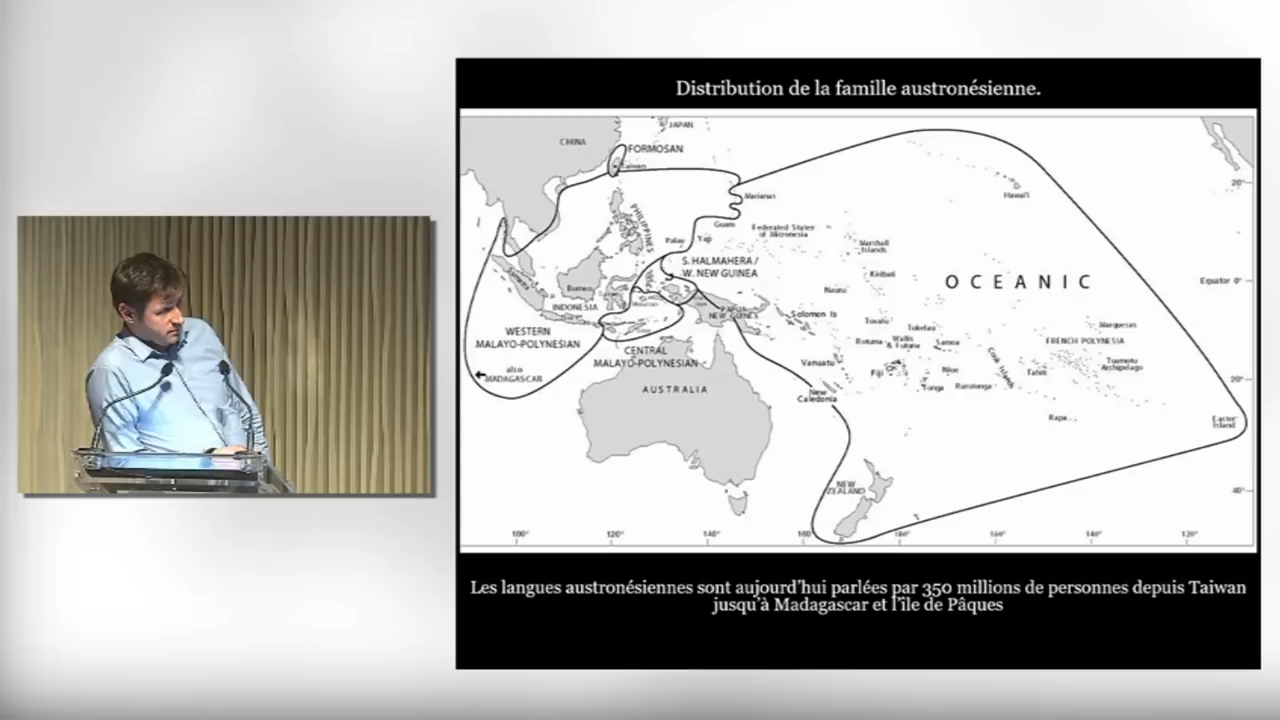 Distribution de la famille austronésienne.
JAPAN
CHINA
FORMOSAN
Taiwan
20°
Hawai'i
Marianas
PHILIPPINES
Guam
Federated States
of Micronesia
Palau
Yap
Marshall
Islands
S. HALMAHERA /
W. NEW GUINEA
Kiribati
OCEANIC
Equator 0°
Sumatra
Borneo
Nauru
INDONESIA
PAPUA
NEW GUINEA
Solomon Is
Tuvalu
Tokelau
Marquesas
WESTERN
MALAYO-POLYNESIAN
Rotuma
Wallis
& Futuna
Samoa
FRENCH POLYNESIA
CENTRAL
MALAYO-POLYNESIAN
Vanuatu
Fiji
Niue
Cook Islands
Tahiti
Tuamotu
Archipelago
also
MADAGASCAR
AUSTRALIA
Tonga
Rarotonga
20°
New
Caledonia
Rapa
Easter
Island
NEW
ZEALAND
40°
100°
120°
140°
160°
180°
160°
140°
120°
Les langues austronésiennes sont aujourd'hui parlées par 350 millions de personnes depuis Taiwan
jusqu'à Madagascar et l'île de Pâques